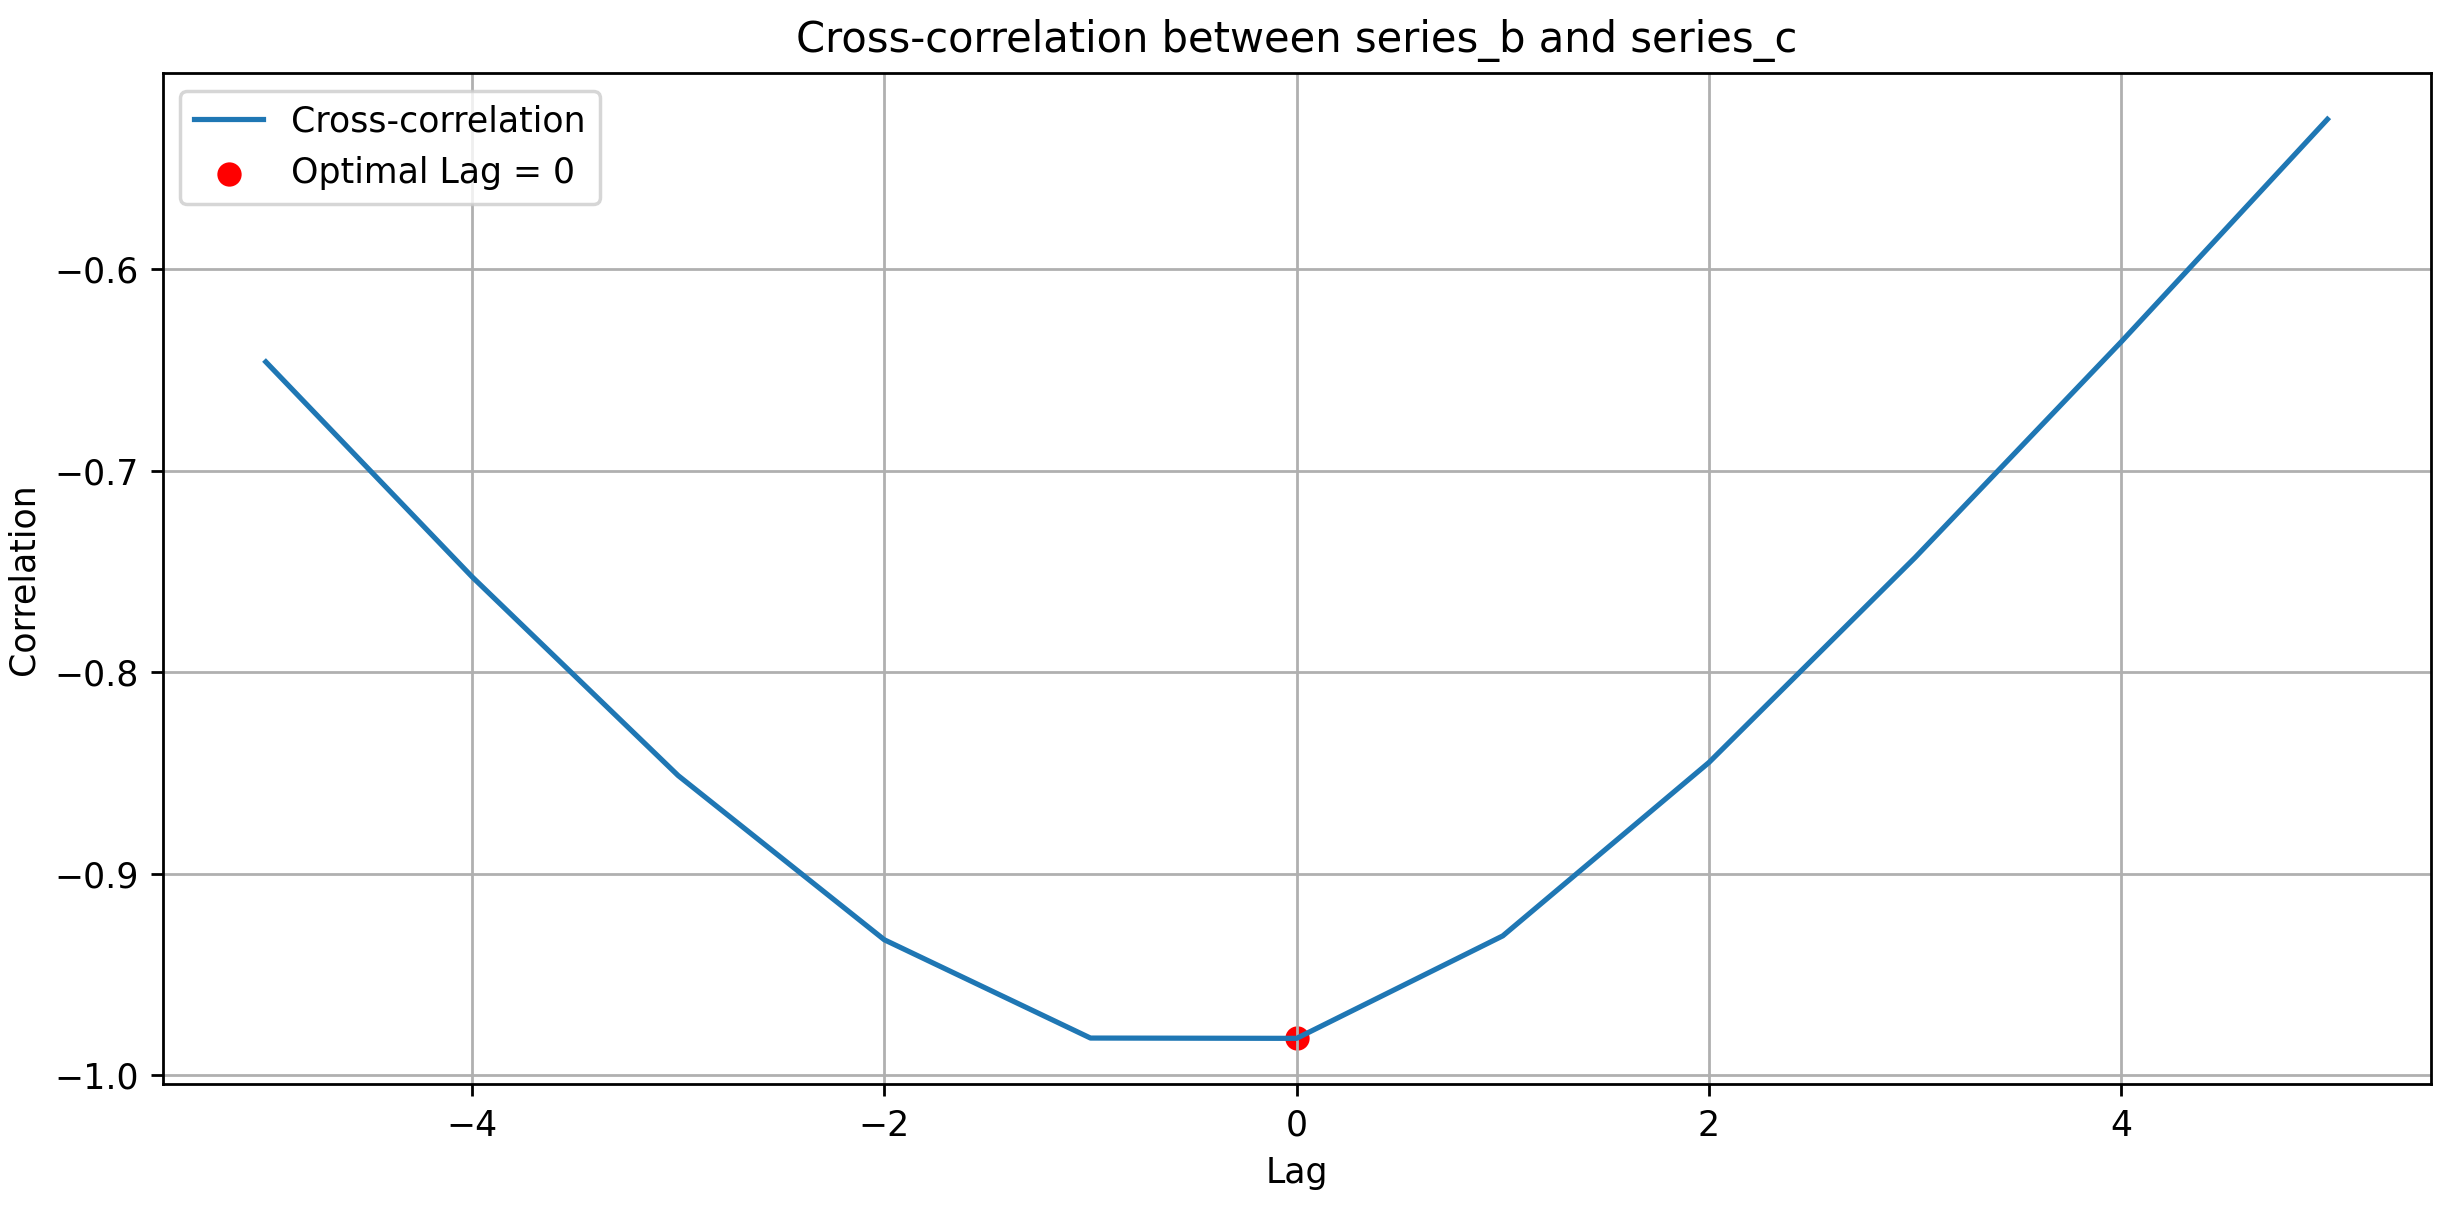 Cross-correlation between series_b and series_c
Cross-correlation
Optimal Lag = 0
−0.6
−0.7
−0.8
−0.9
−1.0
Correlation
−4
−2
0
2
4
Lag